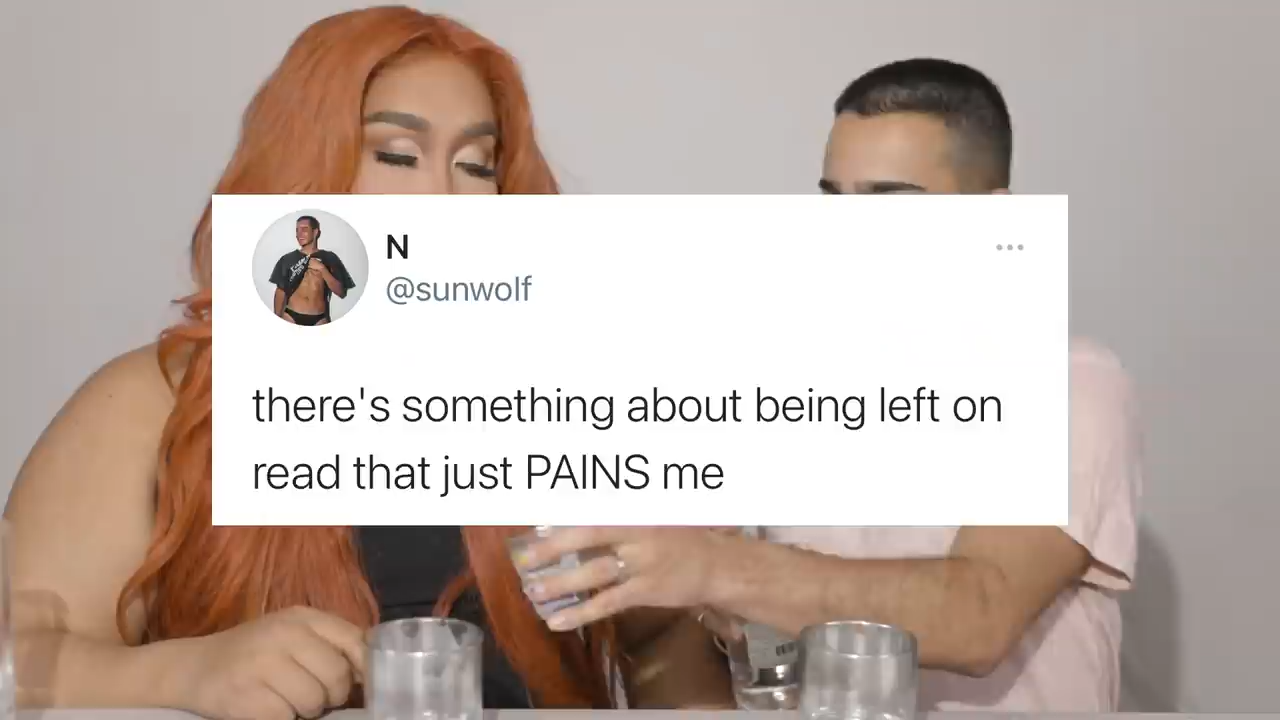 N
@sunwolf
there's something about being left on
read that just PAINS me